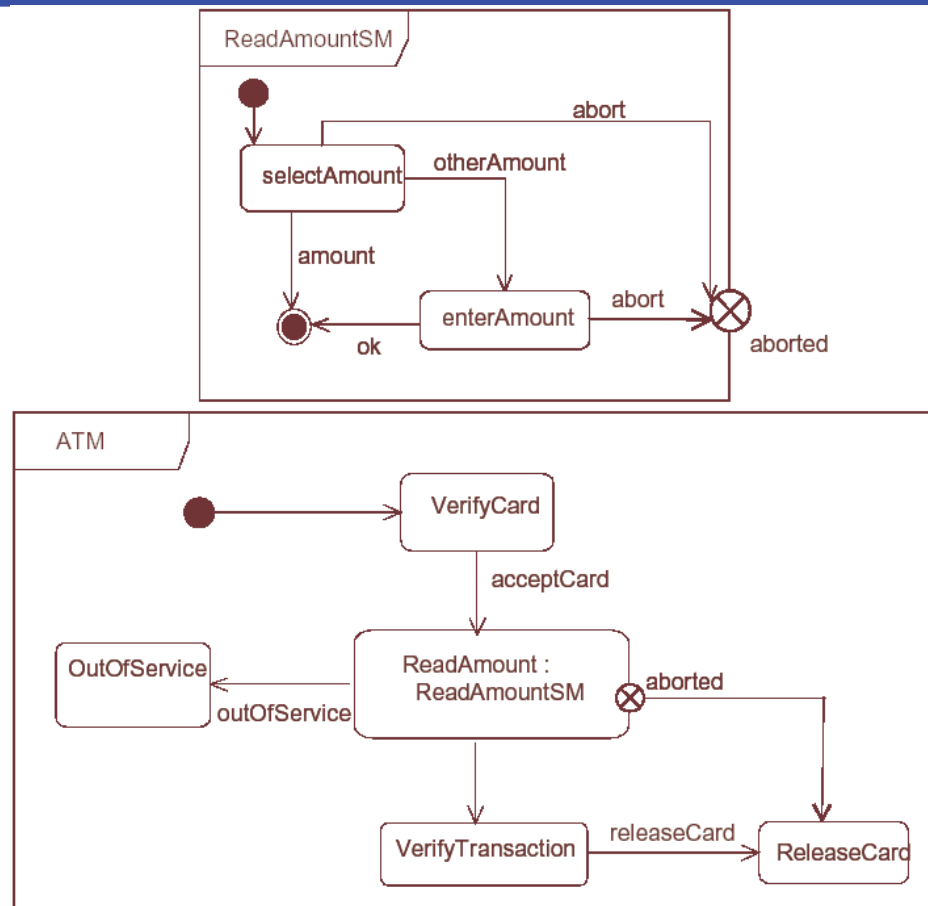 ReadAmountSM
abort
otherAmount
selectAmount
amount
abort
enterAmount
ok
aborted
ATM
VerifyCard
acceptCard
ReadAmount :
ReadAmountSM
OutOfService
aborted
outOfService
releaseCard
VerifyTransaction
ReleaseCard